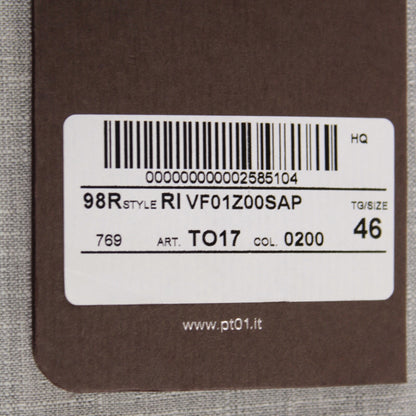 HQ
000000000002585104
98R STYLE RI VF01Z00SAP TG/SIZE
769 ART. TO17 COL. 0200 46
www.pt01.it